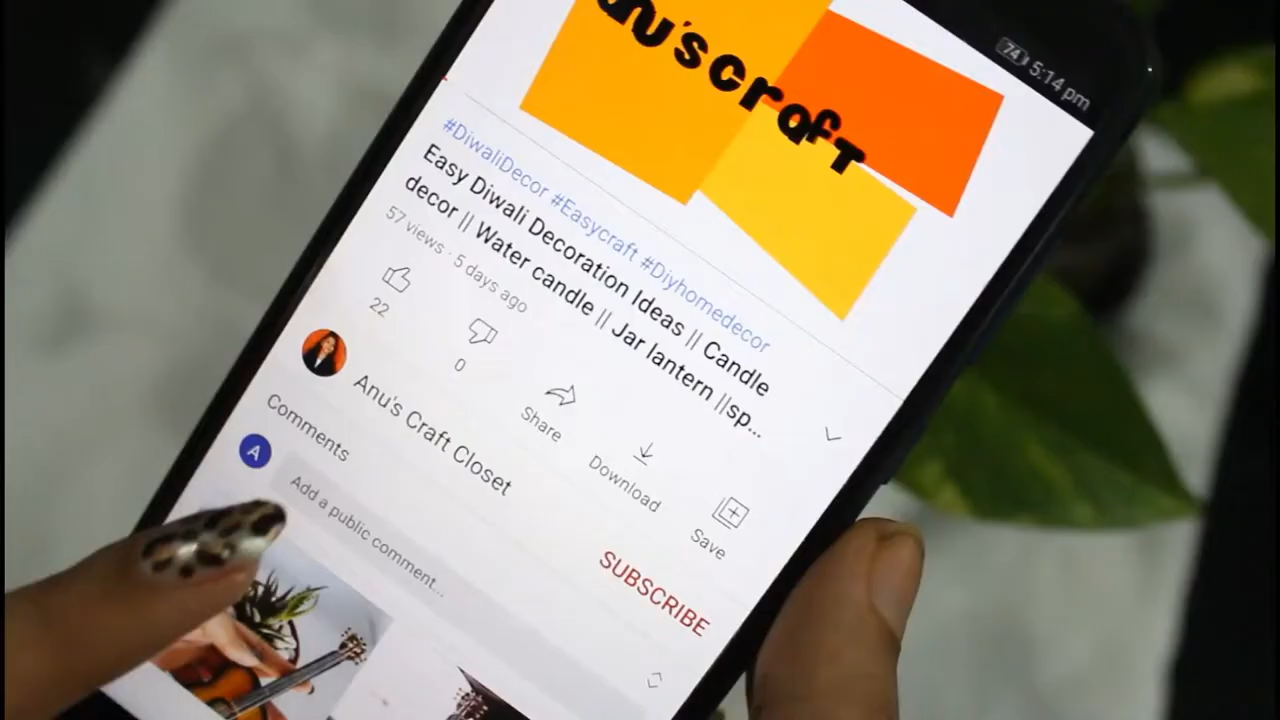 74 5:14 pm
anu's craft
#DiwaliDecor #Easycraft #Diyhomedecor
Easy Diwali Decoration Ideas || Candle
decor || Water candle || Jar lantern ||sp...
57 views · 5 days ago
22
0
Share
Download
Save
Anu's Craft Closet
SUBSCRIBE
Comments
A
Add a public comment...